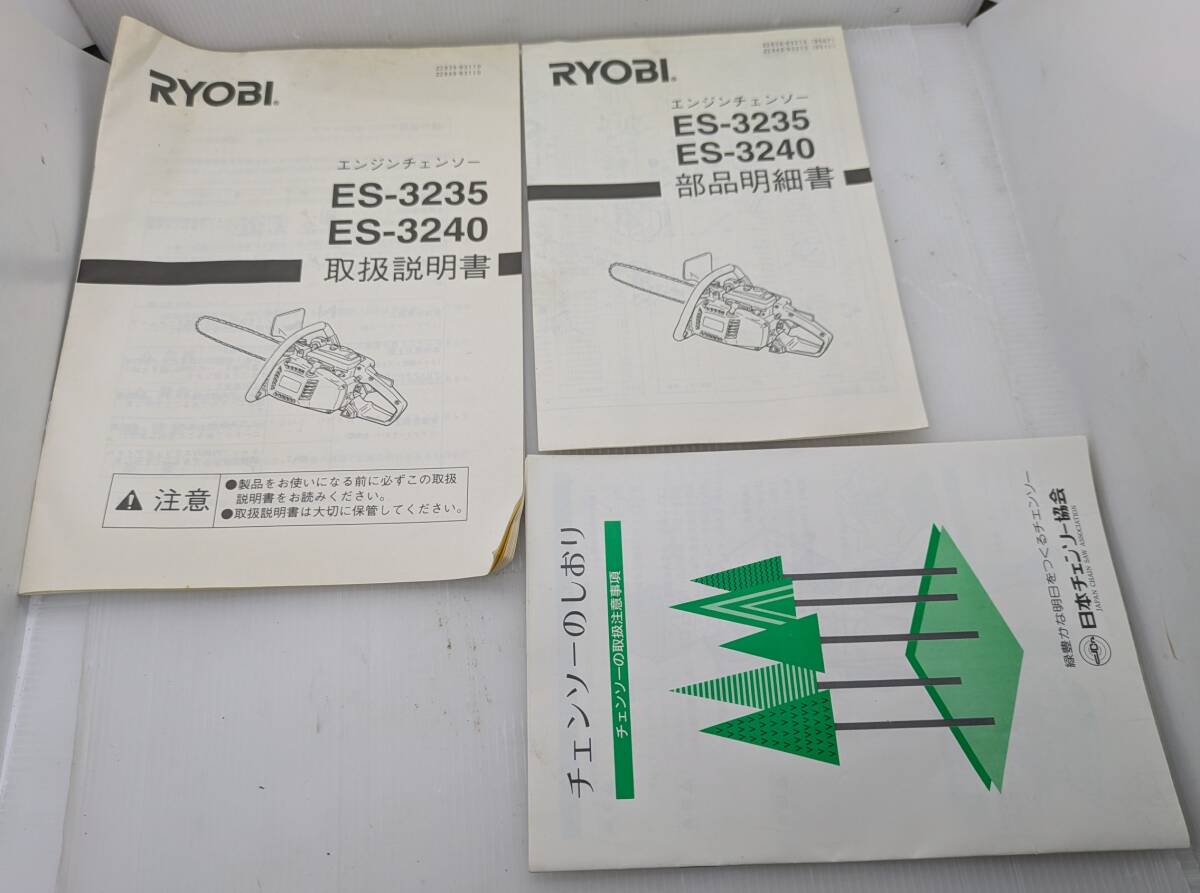 RYOBI®
エンジンチェンソー
ES-3235
ES-3240
取扱説明書
注意
●製品をお使いになる前に必ずこの取扱
説明書をお読みください。
●取扱説明書は大切に保管してください。
RYOBI®
エンジンチェンソー
ES-3235
ES-3240
部品明細書
チェンソーのしおり
チェンソーの取扱注意事項
緑豊かな明日をつくるチェンソー
日本チェンソー協会
JAPAN CHAIN SAW ASSOCIATION